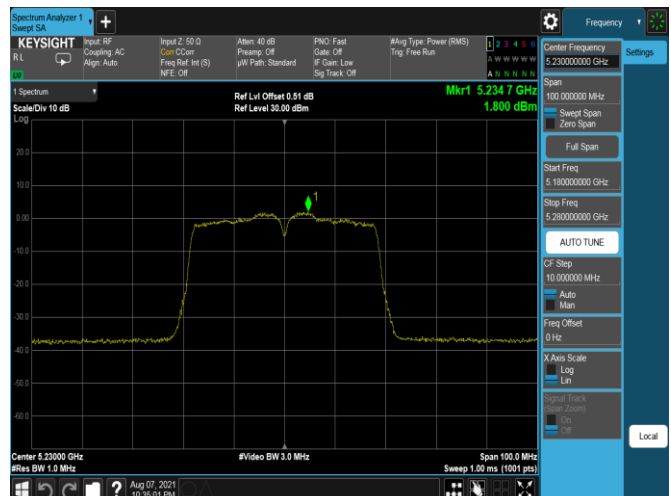 Spectrum Analyzer 1
Swept SA
Frequency
KEYSIGHT
RL
Input: RF
Coupling: AC
Align: Auto
Input Z: 50 Ω
Corr CCorr
Freq Ref: Int (S)
NFE: Off
Atten: 40 dB
Preamp: Off
µW Path: Standard
PNO: Fast
Gate: Off
IF Gain: Low
Sig Track: Off
#Avg Type: Power (RMS)
Trig: Free Run
1 2 3 4 5 6
A W W W W W
A N N N N N
1 Spectrum
Scale/Div 10 dB
Log
Ref Lvl Offset 0.51 dB
Ref Level 30.00 dBm
Mkr1 5.234 7 GHz
1.800 dBm
20.0
10.0
0.00
-10.0
-20.0
-30.0
-40.0
-50.0
-60.0
1
Center 5.23000 GHz
#Res BW 1.0 MHz
#Video BW 3.0 MHz
Span 100.0 MHz
Sweep 1.00 ms (1001 pts)
Center Frequency
5.230000000 GHz
Settings
Span
100.000000 MHz
Swept Span
Zero Span
Full Span
Start Freq
5.180000000 GHz
Stop Freq
5.280000000 GHz
AUTO TUNE
CF Step
10.000000 MHz
Auto
Man
Freq Offset
0 Hz
X Axis Scale
Log
Lin
Signal Track
(Span Zoom)
On
Off
Local
?
Aug 07, 2021
10:35:01 PM